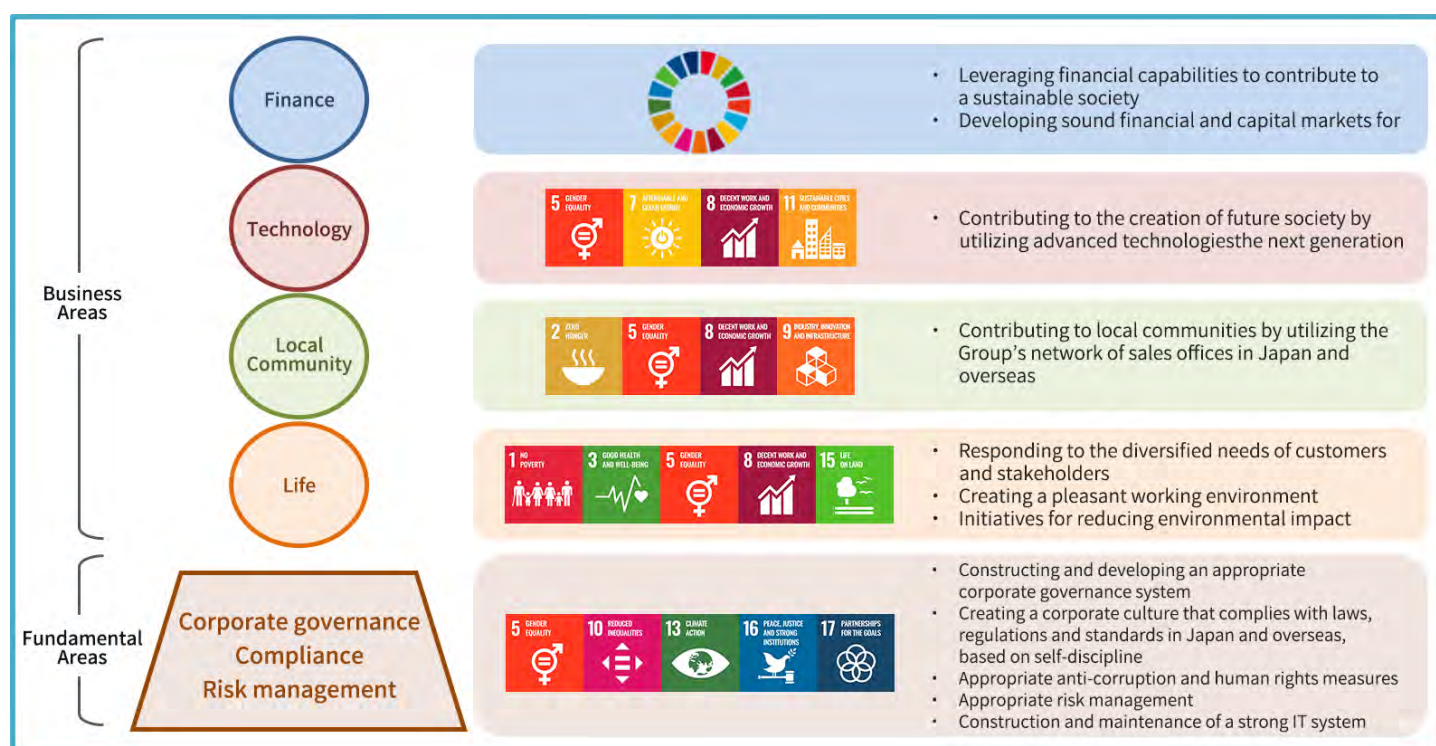 Business
Areas
Finance
Leveraging financial capabilities to contribute to
a sustainable society
Developing sound financial and capital markets for
Technology
5 GENDER
EQUALITY
7 AFFORDABLE AND
CLEAN ENERGY
8 DECENT WORK AND
ECONOMIC GROWTH
11 SUSTAINABLE CITIES
AND COMMUNITIES
Contributing to the creation of future society by
utilizing advanced technologiesthe next generation
Local
Community
2 ZERO
HUNGER
5 GENDER
EQUALITY
8 DECENT WORK AND
ECONOMIC GROWTH
9 INDUSTRY, INNOVATION
AND INFRASTRUCTURE
Contributing to local communities by utilizing the
Group's network of sales offices in Japan and
overseas
Life
1 NO
POVERTY
3 GOOD HEALTH
AND WELL-BEING
5 GENDER
EQUALITY
8 DECENT WORK AND
ECONOMIC GROWTH
15 LIFE
ON LAND
Responding to the diversified needs of customers
and stakeholders
Creating a pleasant working environment
Initiatives for reducing environmental impact
Fundamental
Areas
Corporate governance
Compliance
Risk management
5 GENDER
EQUALITY
10 REDUCED
INEQUALITIES
13 CLIMATE
ACTION
16 PEACE, JUSTICE
AND STRONG
INSTITUTIONS
17 PARTNERSHIPS
FOR THE GOALS
Constructing and developing an appropriate
corporate governance system
Creating a corporate culture that complies with laws,
regulations and standards in Japan and overseas,
based on self-discipline
Appropriate anti-corruption and human rights measures
Appropriate risk management
Construction and maintenance of a strong IT system